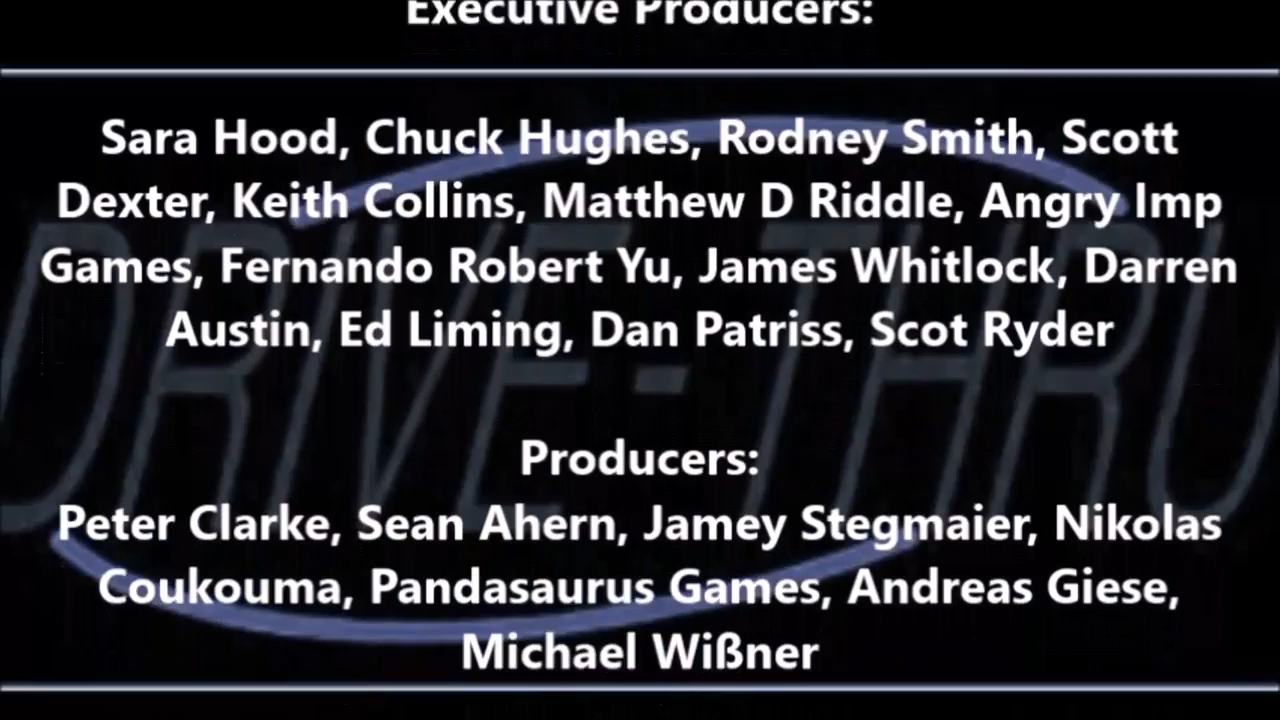 Executive Producers:
Sara Hood, Chuck Hughes, Rodney Smith, Scott
Dexter, Keith Collins, Matthew D Riddle, Angry Imp
Games, Fernando Robert Yu, James Whitlock, Darren
Austin, Ed Liming, Dan Patriss, Scot Ryder
DRIVE-THRU
Producers:
Peter Clarke, Sean Ahern, Jamey Stegmaier, Nikolas
Coukouma, Pandasaurus Games, Andreas Giese,
Michael Wißner